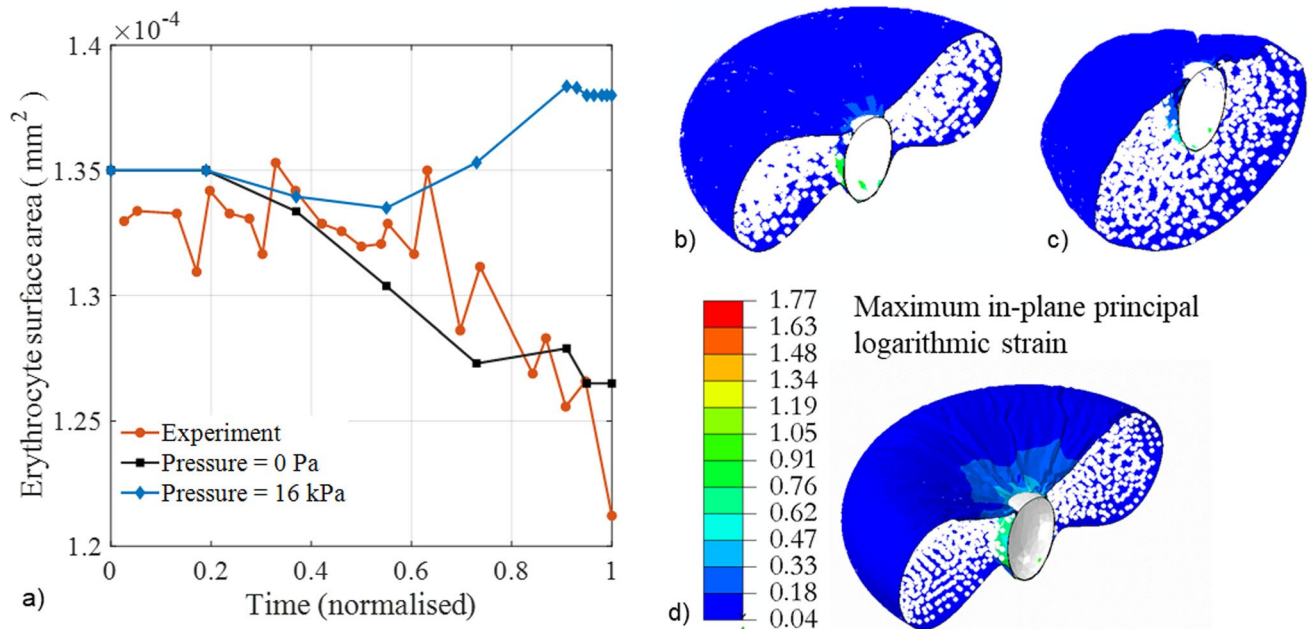 ×10⁻⁴
1.4
1.35
1.3
1.25
1.2
Erythrocyte surface area ( mm²)
Experiment
Pressure = 0 Pa
Pressure = 16 kPa
0
0.2
0.4
0.6
0.8
1
Time (normalised)
a)
b)
c)
1.77
1.63
1.48
1.34
1.19
1.05
0.91
0.76
0.62
0.47
0.33
0.18
0.04
Maximum in-plane principal
logarithmic strain
d)